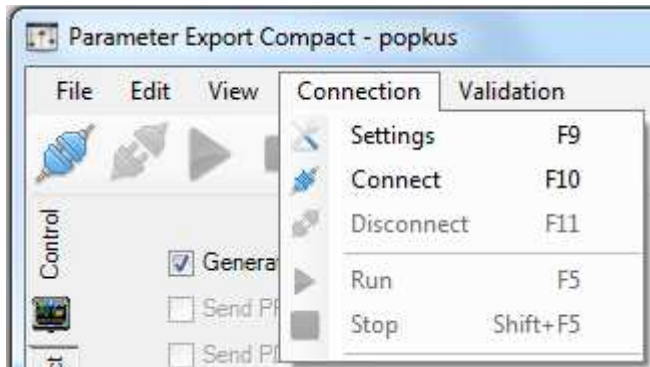 Parameter Export Compact - popkus
File Edit View Connection Validation
Settings F9
Connect F10
Disconnect F11
Run F5
Stop Shift+F5
Control
Send
Send